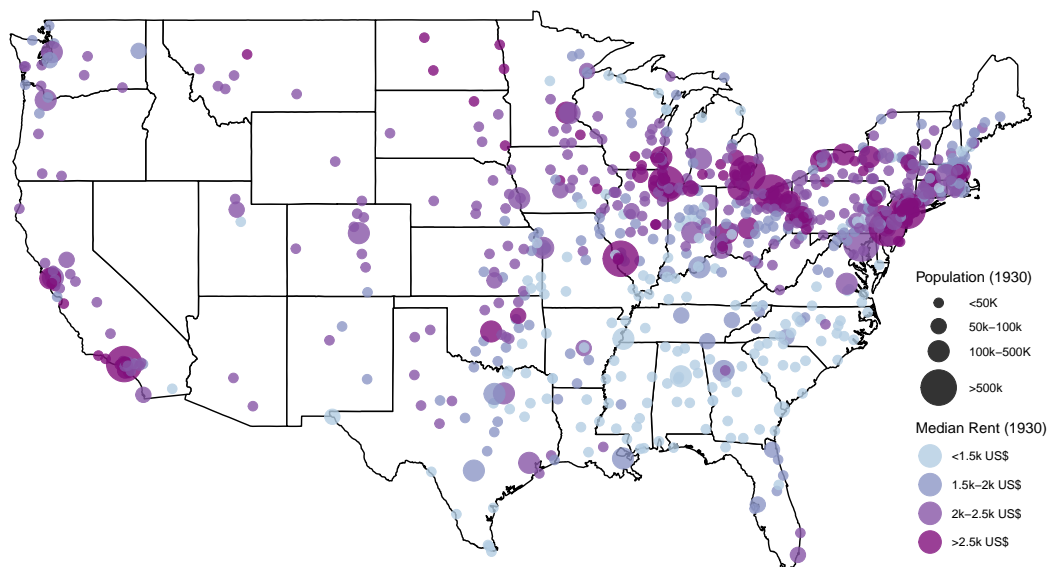 Population (1930)
<50K
50k−100k
100k−500K
>500k
Median Rent (1930)
<1.5k US$
1.5k−2k US$
2k−2.5k US$
>2.5k US$